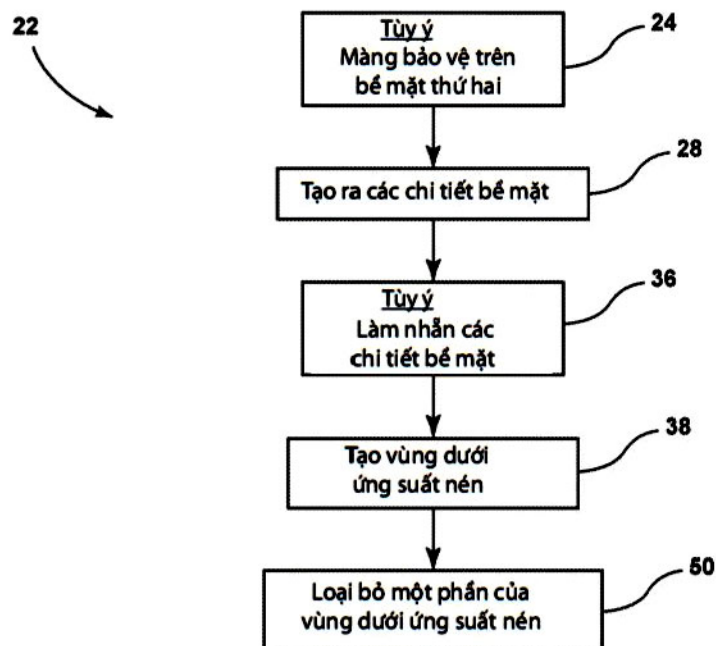 22
Tùy ý
Màng bảo vệ trên
bề mặt thứ hai
24
Tạo ra các chi tiết bề mặt
28
Tùy ý
Làm nhẵn các
chi tiết bề mặt
36
Tạo vùng dưới
ứng suất nén
38
Loại bỏ một phần của
vùng dưới ứng suất nén
50